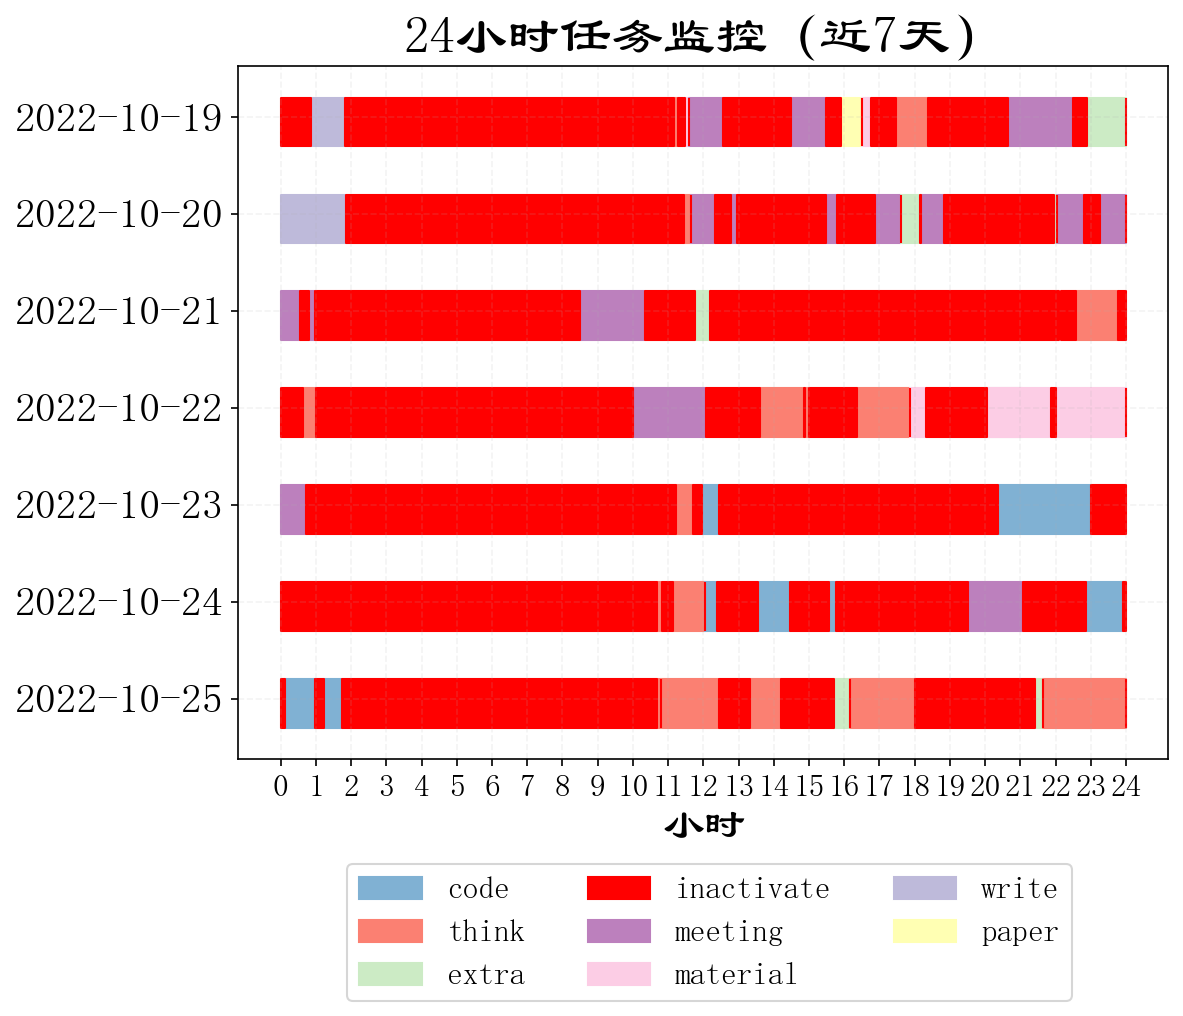 24小时任务监控 (近7天)
2022-10-19
2022-10-20
2022-10-21
2022-10-22
2022-10-23
2022-10-24
2022-10-25
0 1 2 3 4 5 6 7 8 9 10 11 12 13 14 15 16 17 18 19 20 21 22 23 24
小时
code inactivate write
think meeting paper
extra material